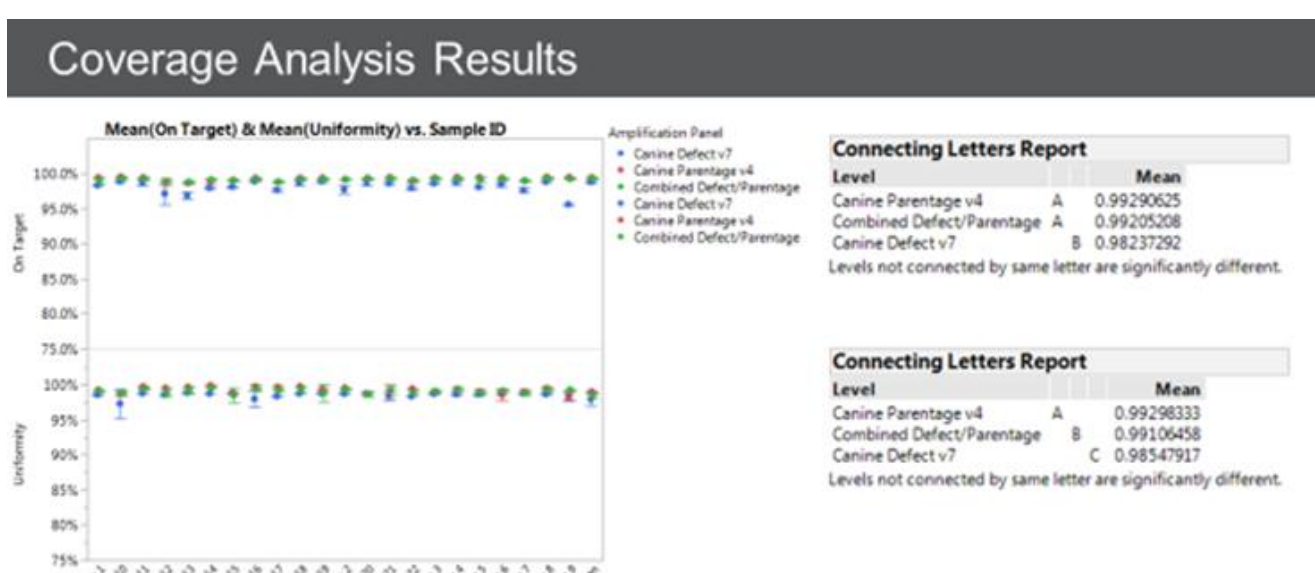 Coverage Analysis Results
Mean(On Target) & Mean(Uniformity) vs. Sample ID
Amplification Panel
Canine Defect v7
Canine Parentage v4
Combined Defect/Parentage
Canine Defect v7
Canine Parentage v4
Combined Defect/Parentage
On Target
100.0%
95.0%
90.0%
85.0%
80.0%
75.0%
Uniformity
100%
95%
90%
85%
80%
75%
Connecting Letters Report
Level Mean
Canine Parentage v4 A 0.99290625
Combined Defect/Parentage A 0.99205208
Canine Defect v7 B 0.98237292
Levels not connected by same letter are significantly different.
Connecting Letters Report
Level Mean
Canine Parentage v4 A 0.99298333
Combined Defect/Parentage B 0.99106458
Canine Defect v7 C 0.98547917
Levels not connected by same letter are significantly different.